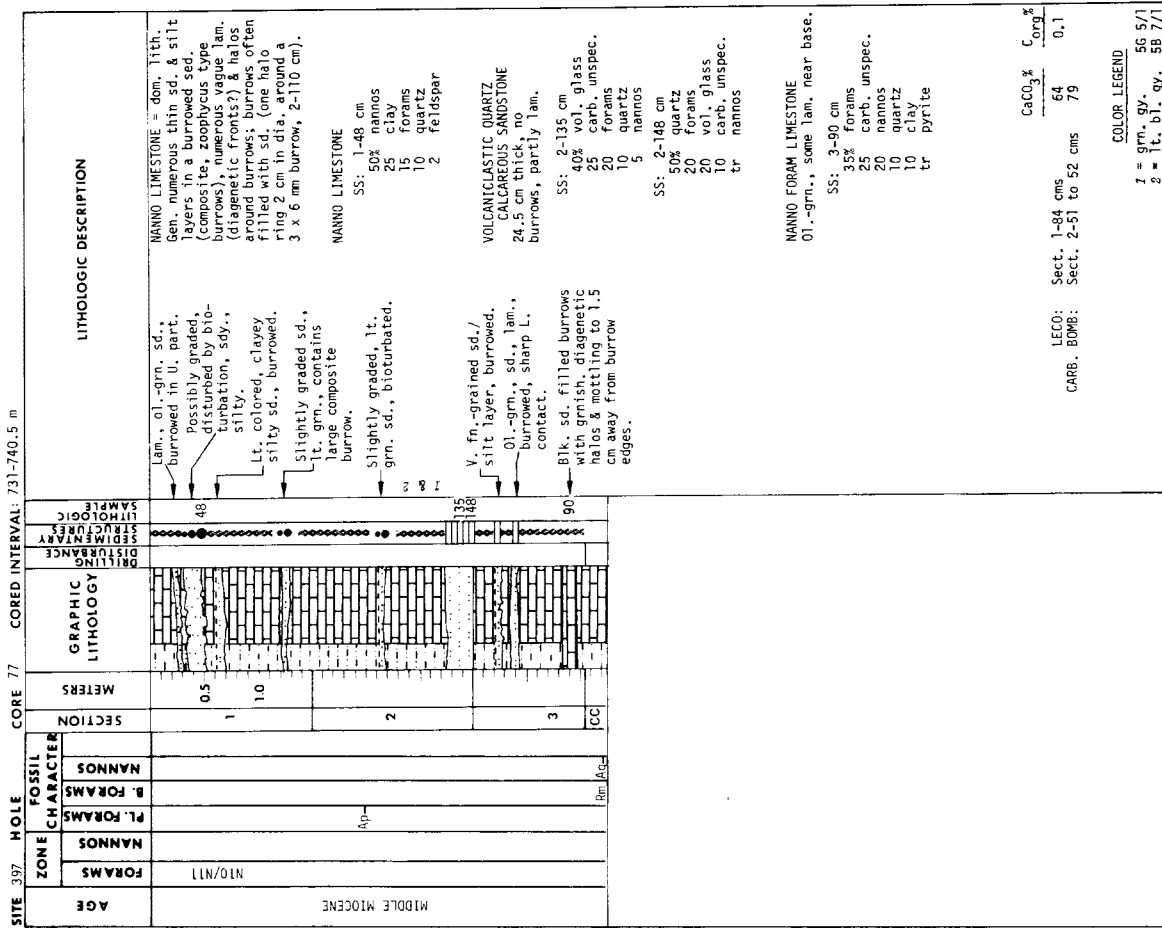 SITE 397 HOLE CORE 77 CORED INTERVAL: 731-740.5 m
AGE
ZONE
FORAMS
NANNOS
FOSSIL CHARACTER
PL. FORAMS
B. FORAMS
NANNOS
SECTION
METERS
GRAPHIC LITHOLOGY
DRILLING DISTURBANCE
SEDIMENTARY STRUCTURES
LITHOLOGIC SAMPLE
LITHOLOGIC DESCRIPTION
MIDDLE MIOCENE
N10/N11
Ap
Rm
Ag
1
2
3
CC
0.5
1.0
48
135
148
90
Lam., ol.-grn. sd.,
burrowed in U. part.
Possibly graded,
disturbed by bio-
turbation, sdy.,
silty.
Lt. colored, clayey
silty sd., burrowed.
Slightly graded sd.,
lt. grn., contains
large composite
burrow.
Slightly graded, lt.
grn. sd., bioturbated.
1 & 2
V. fn.-grained sd./
silt layer, burrowed.
Ol.-grn., sd., lam.,
burrowed, sharp L.
contact.
Blk. sd. filled burrows
with grnish. diagenetic
halos & mottling to 1.5
cm away from burrow
edges.
NANNO LIMESTONE = dom. lith.
Gen. numerous thin sd. & silt
layers in a burrowed sed.
(composite, zoophycus type
burrows), numerous vague lam.
(diagenetic fronts?) & halos
around burrows; burrows often
filled with sd. (one halo
ring 2 cm in dia. around a
3 x 6 mm burrow, 2-110 cm).
NANNO LIMESTONE
SS: 1-48 cm
50% nannos
25 clay
15 forams
10 quartz
2 feldspar
VOLCANICLASTIC QUARTZ
CALCAREOUS SANDSTONE
24.5 cm thick, no
burrows, partly lam.
SS: 2-135 cm
40% vol. glass
25 carb. unspec.
20 forams
10 quartz
5 nannos
SS: 2-148 cm
50% quartz
20 forams
20 vol. glass
10 carb. unspec.
tr nannos
NANNO FORAM LIMESTONE
Ol.-grn., some lam. near base.
SS: 3-90 cm
35% forams
25 carb. unspec.
20 nannos
10 quartz
10 clay
tr pyrite
CaCO3% Corg%
LECO: Sect. 1-84 cms 64 0.1
CARB. BOMB: Sect. 2-51 to 52 cms 79
COLOR LEGEND
1 = grn. gy. 5G 5/1
2 = lt. bl. gy. 5B 7/1